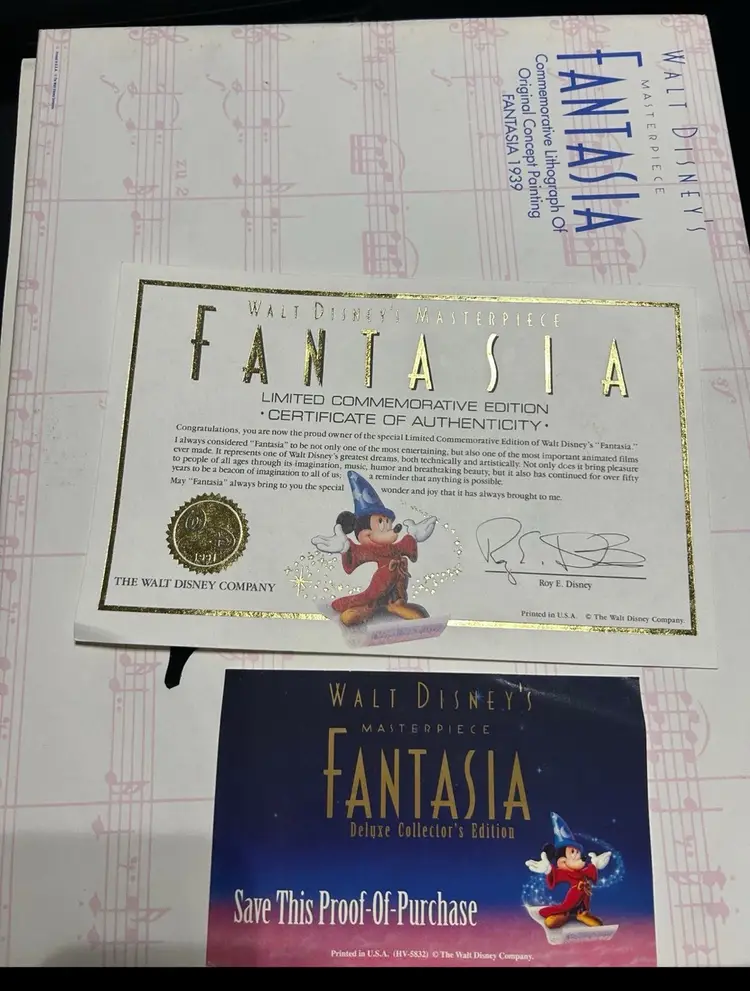 WALT DISNEY'S
MASTERPIECE
FANTASIA
Commemorative Lithograph Of
Original Concept Painting
FANTASIA 1939
WALT DISNEY'S MASTERPIECE
FANTASIA
LIMITED COMMEMORATIVE EDITION
• CERTIFICATE OF AUTHENTICITY •
Congratulations, you are now the proud owner of the special Limited Commemorative Edition of Walt Disney's "Fantasia."
I always considered "Fantasia" to be not only one of the most entertaining, but also one of the most important animated films
ever made. It represents one of Walt Disney's greatest dreams, both technically and artistically. Not only does it bring pleasure
to people of all ages through its imagination, music, humor and breathtaking beauty, but it also has continued for over fifty
years to be a beacon of imagination to all of us; a reminder that anything is possible.
May "Fantasia" always bring to you the special wonder and joy that it has always brought to me.
1991
THE WALT DISNEY COMPANY
Roy E. Disney
Printed in U.S.A. © The Walt Disney Company.
WALT DISNEY'S
MASTERPIECE
FANTASIA
Deluxe Collector's Edition
Save This Proof-Of-Purchase
Printed in U.S.A. (HV-5832) © The Walt Disney Company.